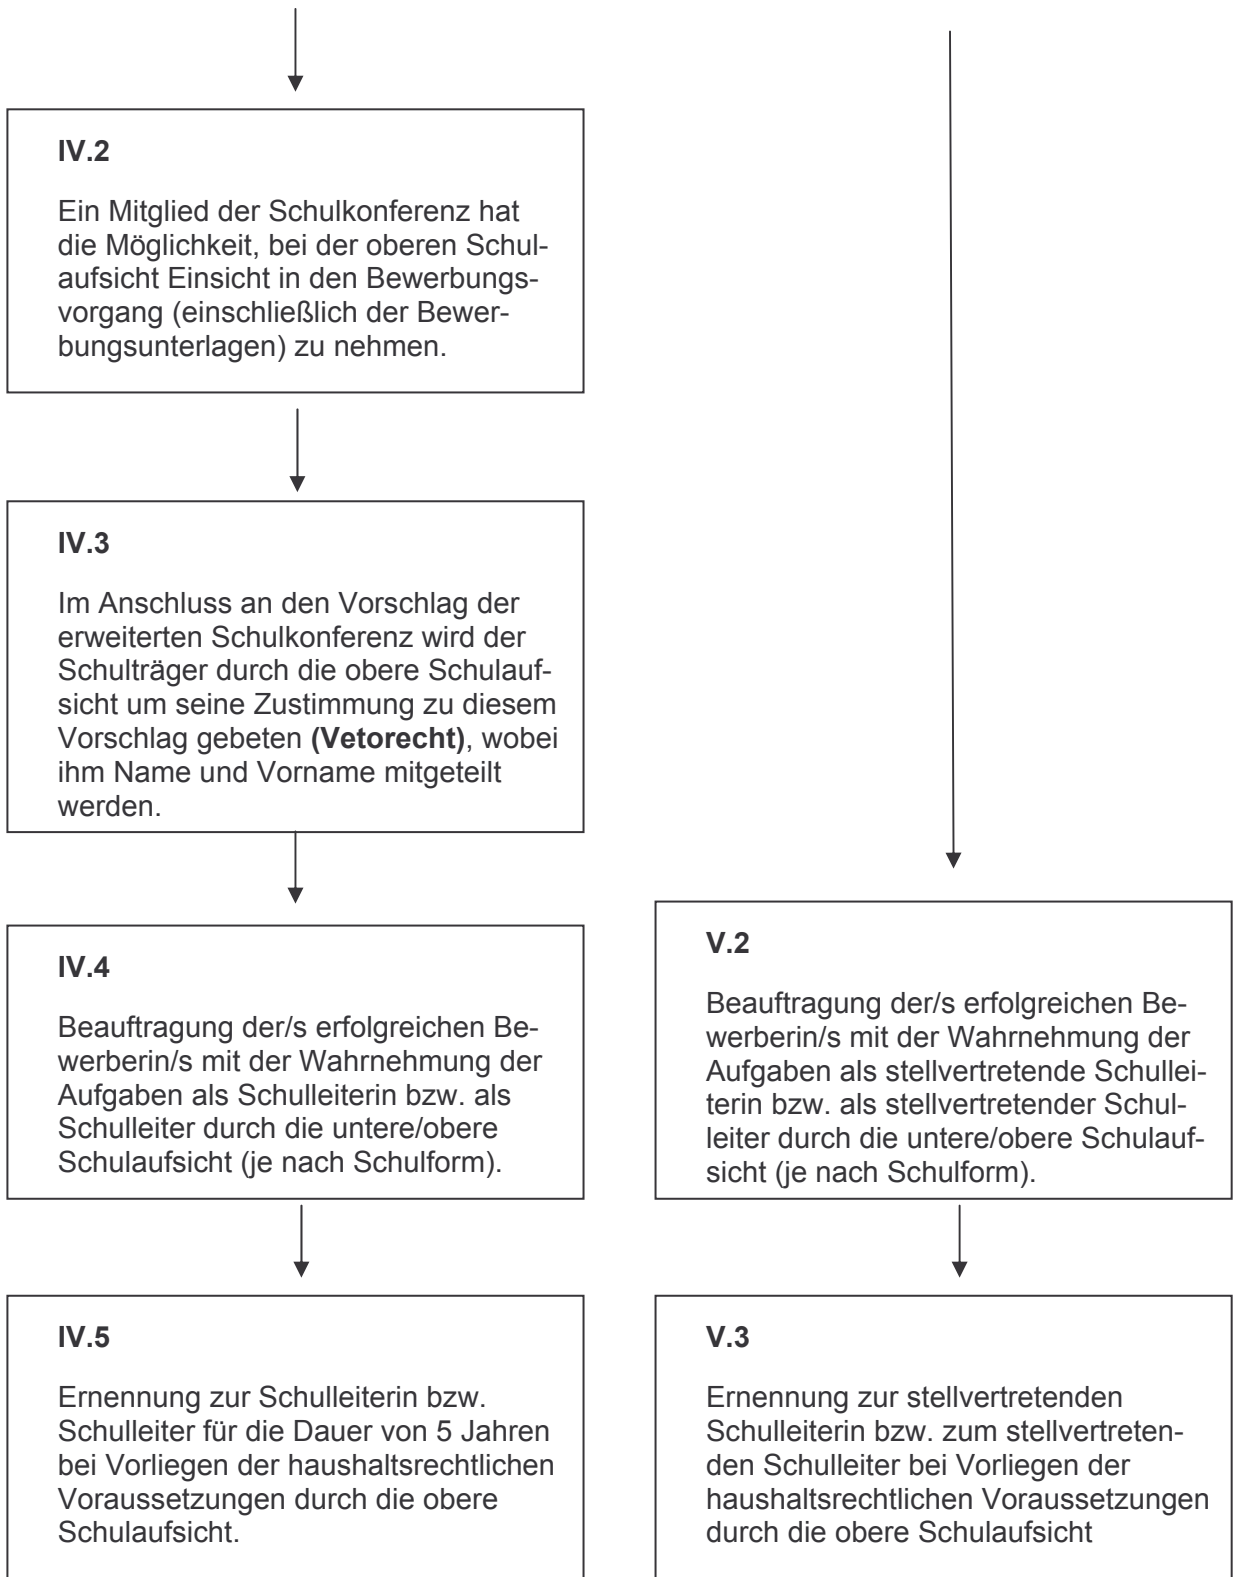 IV.2
Ein Mitglied der Schulkonferenz hat
die Möglichkeit, bei der oberen Schul-
aufsicht Einsicht in den Bewerbungs-
vorgang (einschließlich der Bewer-
bungsunterlagen) zu nehmen.
IV.3
Im Anschluss an den Vorschlag der
erweiterten Schulkonferenz wird der
Schulträger durch die obere Schulauf-
sicht um seine Zustimmung zu diesem
Vorschlag gebeten (Vetorecht), wobei
ihm Name und Vorname mitgeteilt
werden.
IV.4
Beauftragung der/s erfolgreichen Be-
werberin/s mit der Wahrnehmung der
Aufgaben als Schulleiterin bzw. als
Schulleiter durch die untere/obere
Schulaufsicht (je nach Schulform).
IV.5
Ernennung zur Schulleiterin bzw.
Schulleiter für die Dauer von 5 Jahren
bei Vorliegen der haushaltsrechtlichen
Voraussetzungen durch die obere
Schulaufsicht.
V.2
Beauftragung der/s erfolgreichen Be-
werberin/s mit der Wahrnehmung der
Aufgaben als stellvertretende Schullei-
terin bzw. als stellvertretender Schul-
leiter durch die untere/obere Schulauf-
sicht (je nach Schulform).
V.3
Ernennung zur stellvertretenden
Schulleiterin bzw. zum stellvertreten-
den Schulleiter bei Vorliegen der
haushaltsrechtlichen Voraussetzungen
durch die obere Schulaufsicht